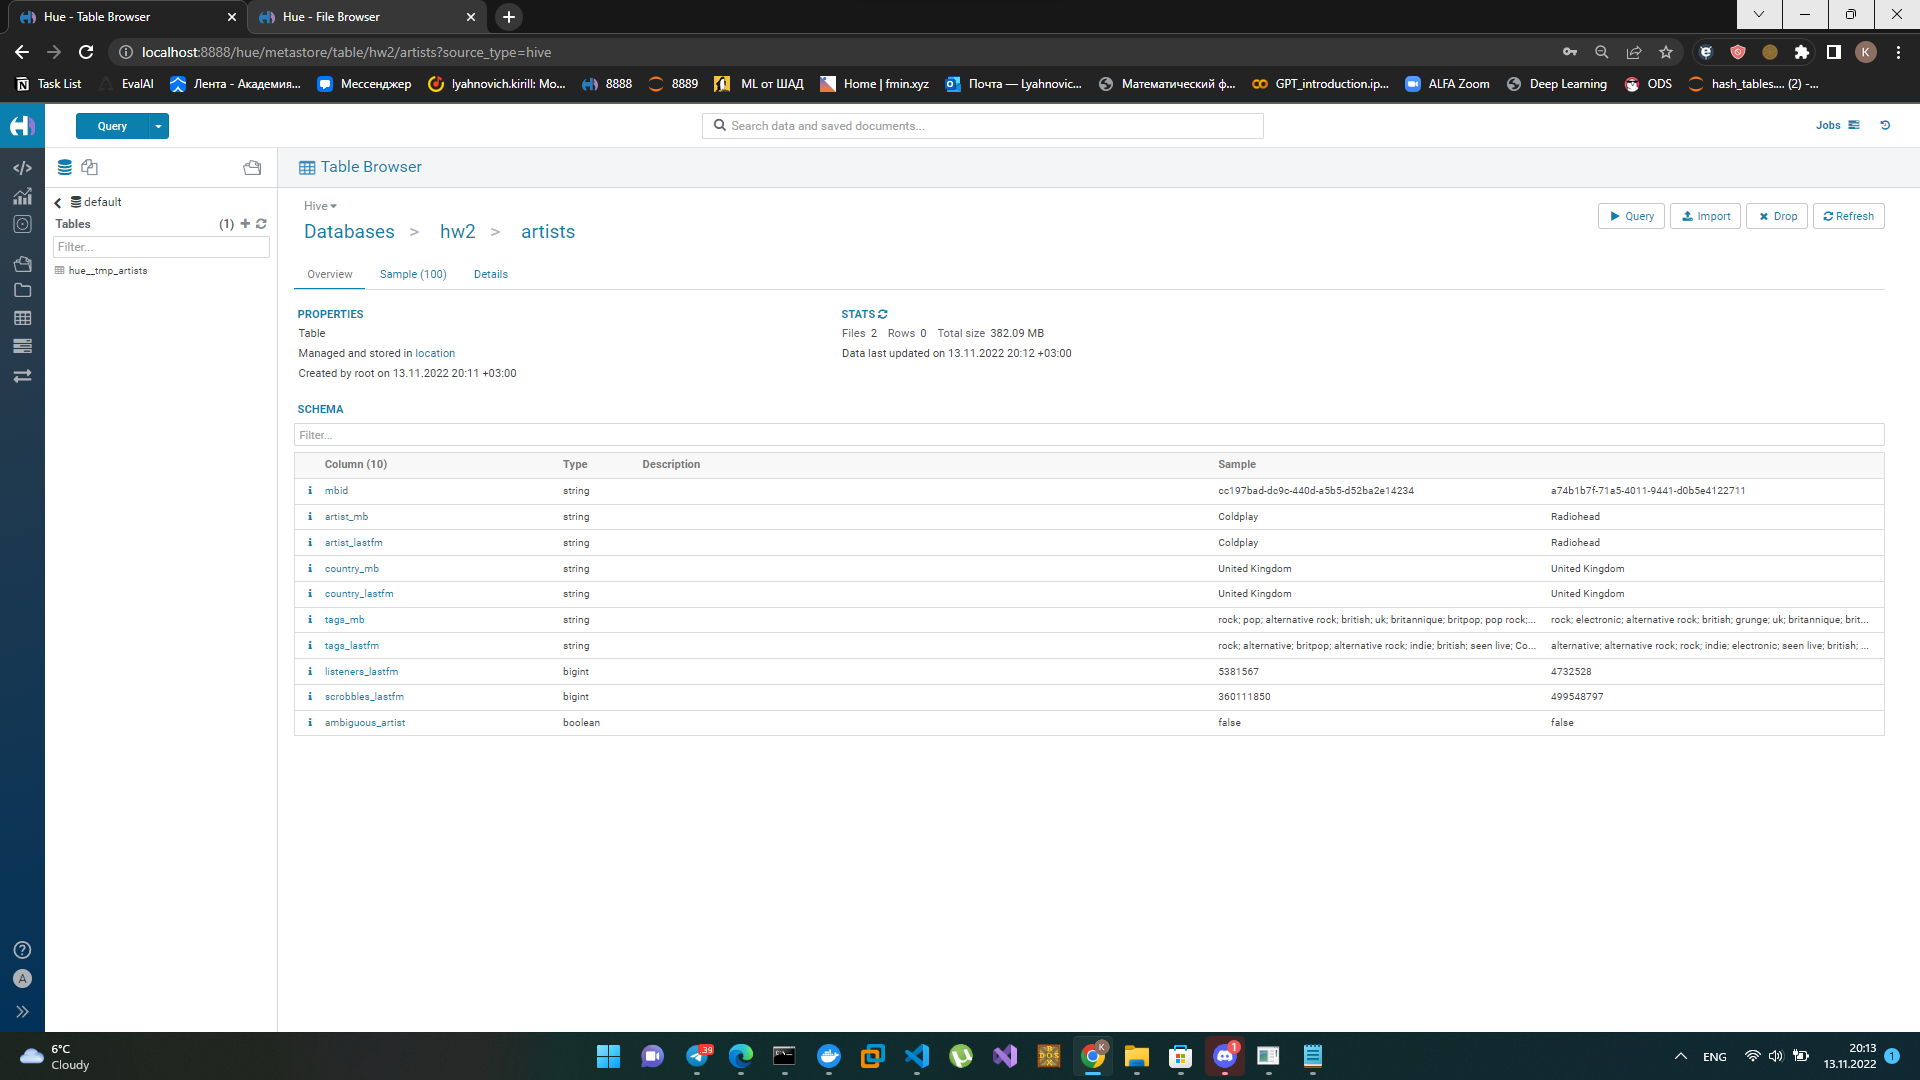 Hue - Table Browser
Hue - File Browser
localhost:8888/hue/metastore/table/hw2/artists?source_type=hive
K
Task List
EvalAI
Лента - Академия...
Мессенджер
lyahnovich.kirill: Mo...
8888
8889
ML от ШАД
Home | fmin.xyz
Почта — Lyahnovic...
Математический ф...
GPT_introduction.ip...
ALFA Zoom
Deep Learning
ODS
hash_tables.... (2) -...
Query
Search data and saved documents...
Jobs
default
Tables
(1)
Filter...
hue__tmp_artists
Table Browser
Hive
Databases > hw2 > artists
Query
Import
Drop
Refresh
Overview
Sample (100)
Details
PROPERTIES
Table
Managed and stored in location
Created by root on 13.11.2022 20:11 +03:00
STATS
Files 2 Rows 0 Total size 382.09 MB
Data last updated on 13.11.2022 20:12 +03:00
SCHEMA
Filter...
Column (10) Type Description Sample
i mbid string cc197bad-dc9c-440d-a5b5-d52ba2e14234 a74b1b7f-71a5-4011-9441-d0b5e4122711
i artist_mb string Coldplay Radiohead
i artist_lastfm string Coldplay Radiohead
i country_mb string United Kingdom United Kingdom
i country_lastfm string United Kingdom United Kingdom
i tags_mb string rock; pop; alternative rock; british; uk; britannique; britpop; pop rock;... rock; electronic; alternative rock; british; grunge; uk; britannique; brit...
i tags_lastfm string rock; alternative; britpop; alternative rock; indie; british; seen live; Co... alternative; alternative rock; rock; indie; electronic; seen live; british; ...
i listeners_lastfm bigint 5381567 4732528
i scrobbles_lastfm bigint 360111850 499548797
i ambiguous_artist boolean false false
A
6°C
Cloudy
39
K
1
ENG
20:13
13.11.2022
1